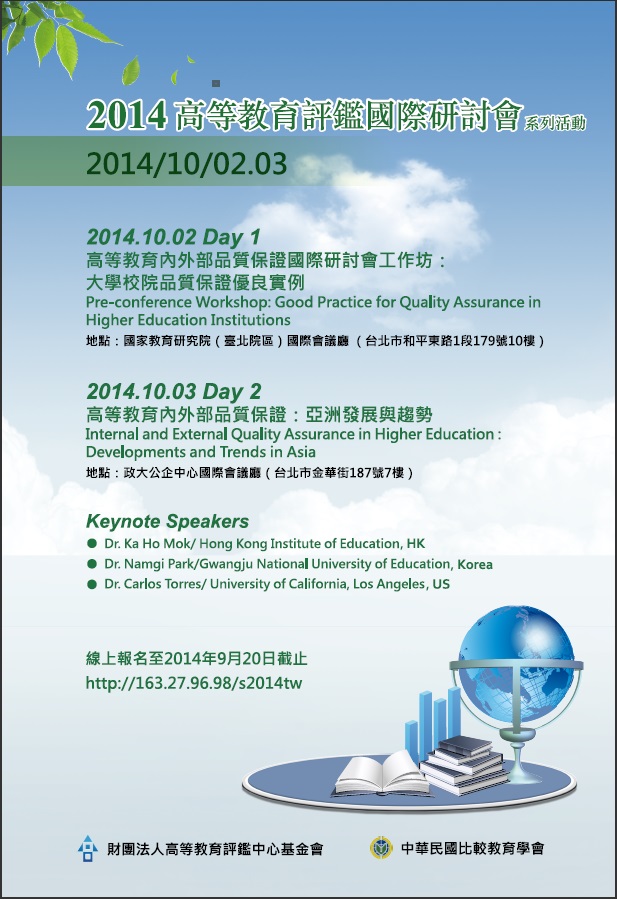 2014 高等教育評鑑國際研討會 系列活動
2014/10/02.03
2014.10.02 Day 1
高等教育內外部品質保證國際研討會工作坊：
大學校院品質保證優良實例
Pre-conference Workshop: Good Practice for Quality Assurance in
Higher Education Institutions
地點：國家教育研究院（臺北院區）國際會議廳（台北市和平東路1段179號10樓）
2014.10.03 Day 2
高等教育內外部品質保證：亞洲發展與趨勢
Internal and External Quality Assurance in Higher Education :
Developments and Trends in Asia
地點：政大公企中心國際會議廳（台北市金華街187號7樓）
Keynote Speakers
● Dr. Ka Ho Mok/ Hong Kong Institute of Education, HK
● Dr. Namgi Park/Gwangju National University of Education, Korea
● Dr. Carlos Torres/ University of California, Los Angeles, US
線上報名至2014年9月20日截止
http://163.27.96.98/s2014tw
財團法人高等教育評鑑中心基金會
中華民國比較教育學會